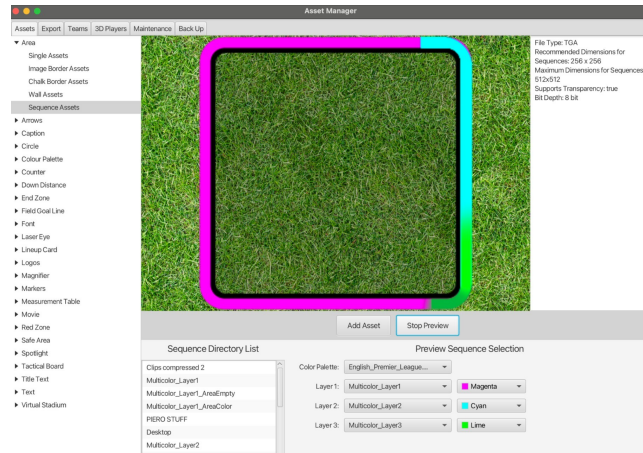 Asset Manager
Assets Export Teams 3D Players Maintenance Back Up
Area
Single Assets
Image Border Assets
Chalk Border Assets
Wall Assets
Sequence Assets
Arrows
Caption
Circle
Colour Palette
Counter
Down Distance
End Zone
Field Goal Line
Font
Laser Eye
Lineup Card
Logos
Magnifier
Markers
Measurement Table
Movie
Red Zone
Safe Area
Spotlight
Tactical Board
Title Text
Text
Virtual Stadium
File Type: TGA
Recommended Dimensions for
Sequences: 256 x 256
Maximum Dimensions for Sequences
512x512
Supports Transparency: true
Bit Depth: 8 bit
Add Asset Stop Preview
Sequence Directory List
Clips compressed 2
Multicolor_Layer1
Multicolor_Layer1_AreaEmpty
Multicolor_Layer1_AreaColor
PIERO STUFF
Desktop
Multicolor_Layer2
Preview Sequence Selection
Color Palette: English_Premier_League....
Layer 1: Multicolor_Layer1 Magenta
Layer 2: Multicolor_Layer2 Cyan
Layer 3: Multicolor_Layer3 Lime